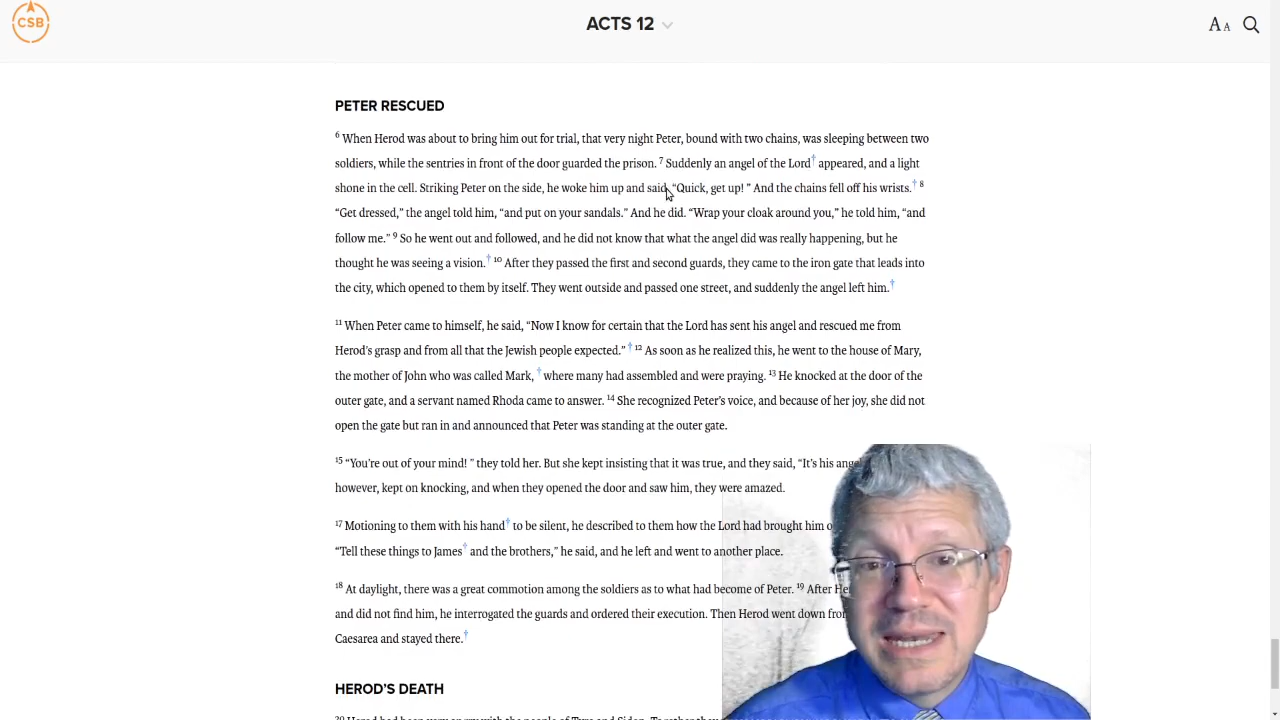 CSB
ACTS 12
AA
PETER RESCUED
6 When Herod was about to bring him out for trial, that very night Peter, bound with two chains, was sleeping between two
soldiers, while the sentries in front of the door guarded the prison. 7 Suddenly an angel of the Lord† appeared, and a light
shone in the cell. Striking Peter on the side, he woke him up and said, “Quick, get up! ” And the chains fell off his wrists. † 8
“Get dressed,” the angel told him, “and put on your sandals.” And he did. “Wrap your cloak around you,” he told him, “and
follow me.” 9 So he went out and followed, and he did not know that what the angel did was really happening, but he
thought he was seeing a vision. † 10 After they passed the first and second guards, they came to the iron gate that leads into
the city, which opened to them by itself. They went outside and passed one street, and suddenly the angel left him. †
11 When Peter came to himself, he said, “Now I know for certain that the Lord has sent his angel and rescued me from
Herod’s grasp and from all that the Jewish people expected.” † 12 As soon as he realized this, he went to the house of Mary,
the mother of John who was called Mark, † where many had assembled and were praying. 13 He knocked at the door of the
outer gate, and a servant named Rhoda came to answer. 14 She recognized Peter’s voice, and because of her joy, she did not
open the gate but ran in and announced that Peter was standing at the outer gate.
15 “You’re out of your mind! ” they told her. But she kept insisting that it was true, and they said, “It’s his
however, kept on knocking, and when they opened the door and saw him, they were amazed.
17 Motioning to them with his hand† to be silent, he described to them how the Lord had brought him
“Tell these things to James† and the brothers,” he said, and he left and went to another place.
18 At daylight, there was a great commotion among the soldiers as to what had become of Peter. 19 After
and did not find him, he interrogated the guards and ordered their execution. Then Herod went down
Caesarea and stayed there. †
HEROD’S DEATH
20 Herod had been very angry with the people of Tyre and Sidon. Together